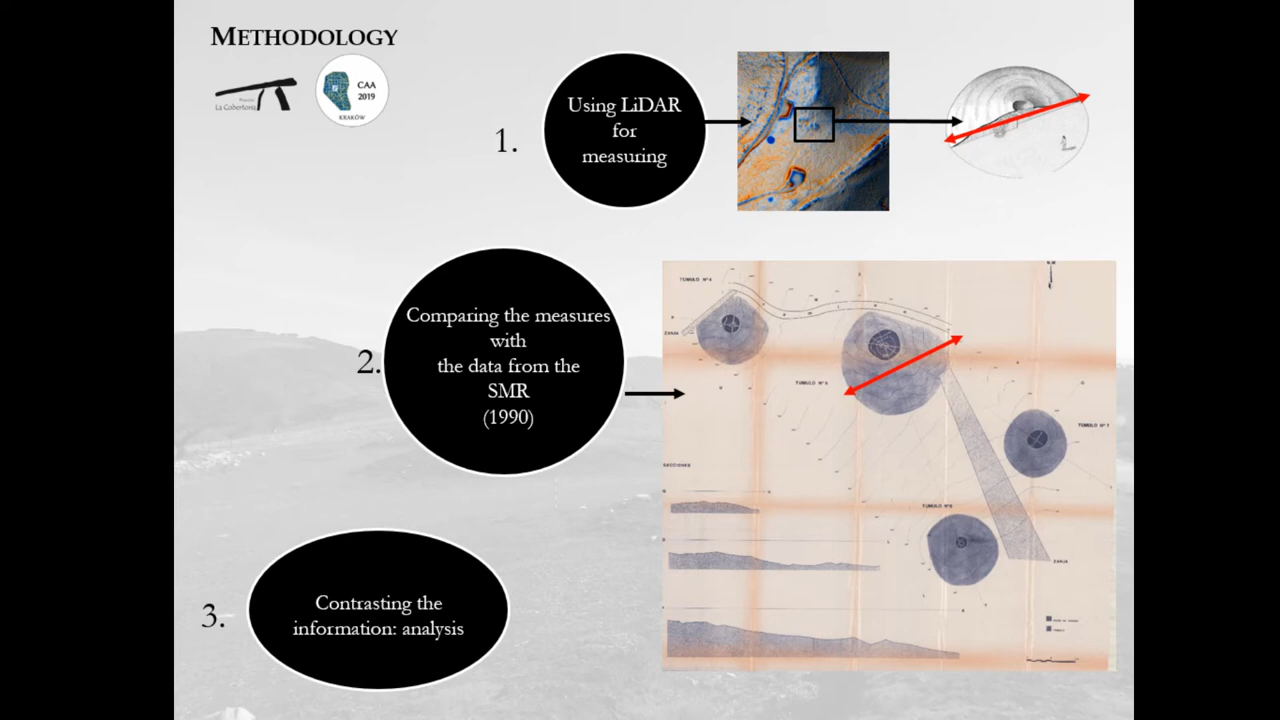 METHODOLOGY
Proyecto
La Cobertoria
CAA
2019
KRAKÓW
1.
Using LiDAR
for
measuring
2.
Comparing the measures
with
the data from the
SMR
(1990)
TUMULO Nº 4
N.M
ZANJA
TUMULO Nº 5
TUMULO Nº 7
SECCIONES
TUMULO Nº 6
ZANJA
3.
Contrasting the
information: analysis